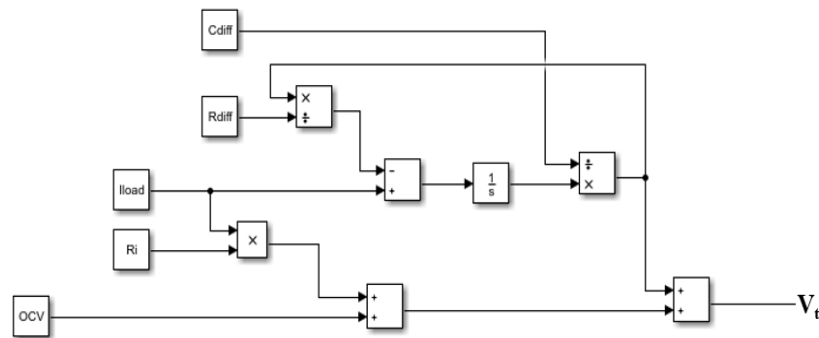 Cdiff
×
÷
Rdiff
-
+
1
s
÷
×
Iload
Ri
×
+
+
OCV
+
+
Vt